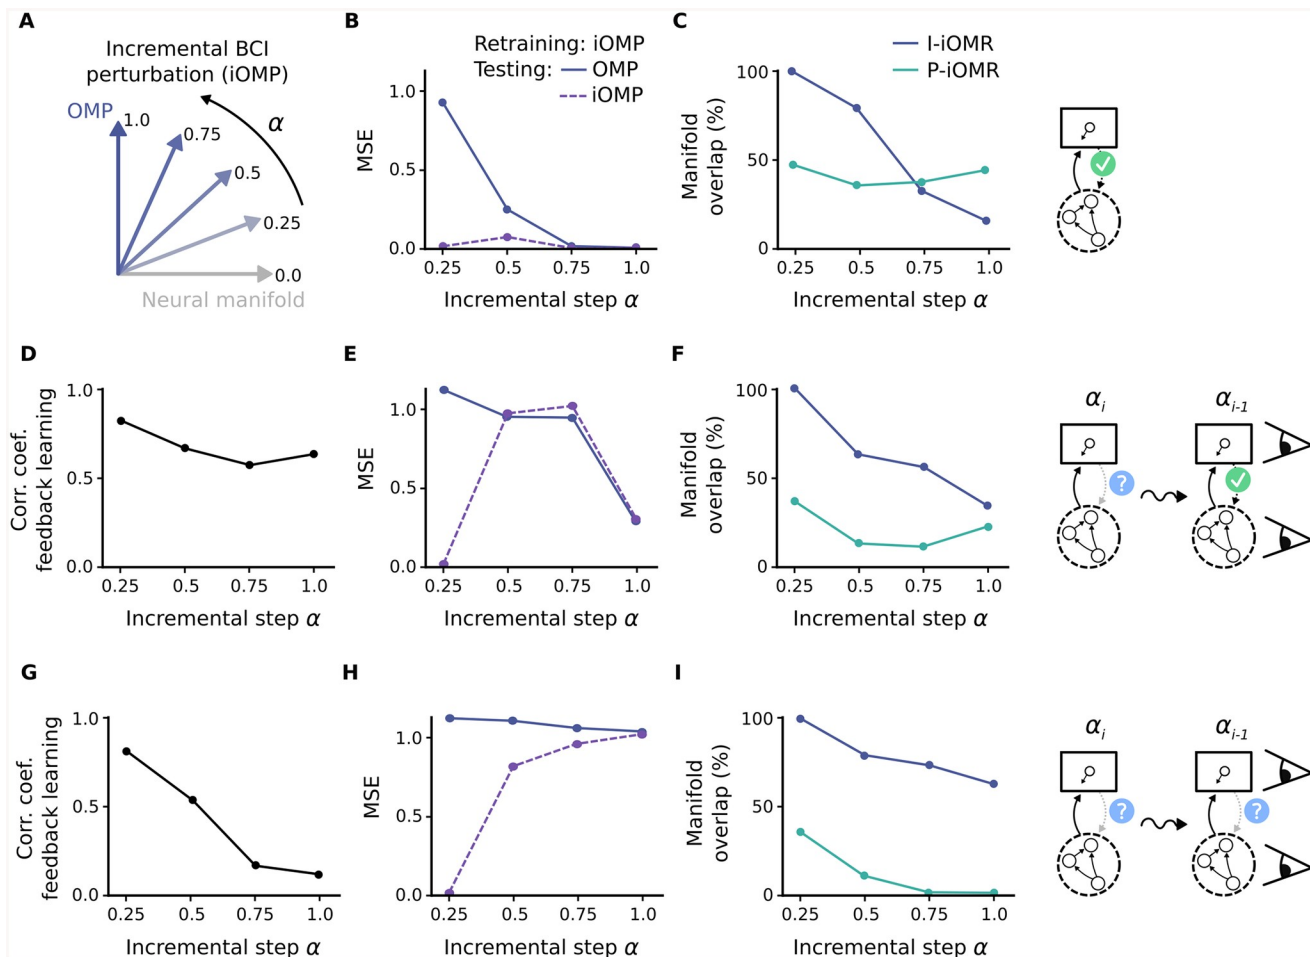 A
Incremental BCI
perturbation (iOMP)
OMP
1.0
0.75
α
0.5
0.25
0.0
Neural manifold
B
Retraining: iOMP
Testing: OMP
iOMP
MSE
1.0
0.5
0.0
0.25 0.5 0.75 1.0
Incremental step α
C
I-iOMR
P-iOMR
Manifold
overlap (%)
100
50
0
0.25 0.5 0.75 1.0
Incremental step α
D
Corr. coef.
feedback learning
1.0
0.5
0.0
0.25 0.5 0.75 1.0
Incremental step α
E
MSE
1.0
0.5
0.0
0.25 0.5 0.75 1.0
Incremental step α
F
Manifold
overlap (%)
100
50
0
0.25 0.5 0.75 1.0
Incremental step α
αi αi-1
?
G
Corr. coef.
feedback learning
1.0
0.5
0.0
0.25 0.5 0.75 1.0
Incremental step α
H
MSE
1.0
0.5
0.0
0.25 0.5 0.75 1.0
Incremental step α
I
Manifold
overlap (%)
100
50
0
0.25 0.5 0.75 1.0
Incremental step α
αi αi-1
? ?